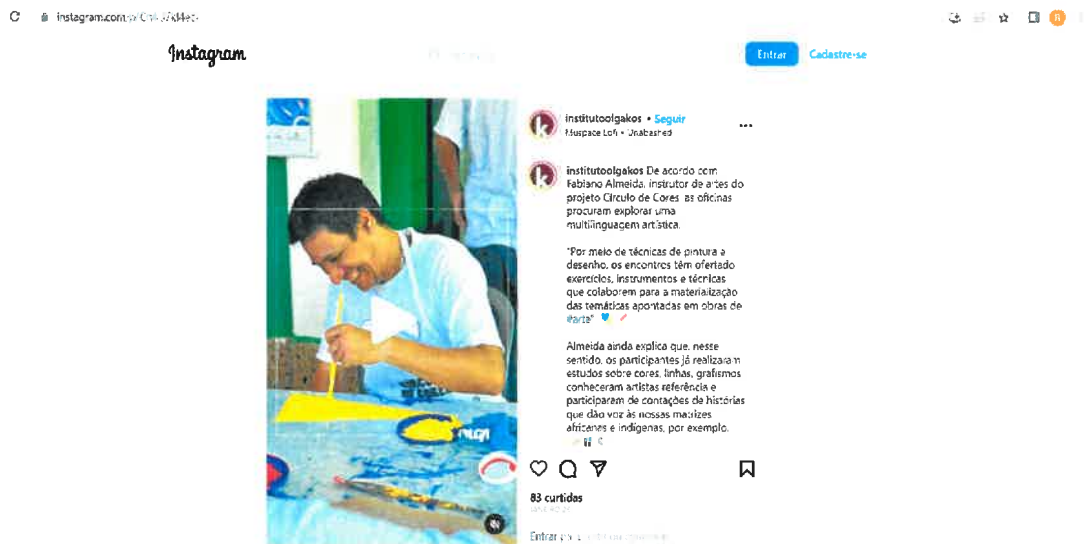 instagram.com
Instagram
Entrar
Cadastre-se
institutoolgakos • Seguir
Muspace Lofi • Unabashed
institutoolgakos De acordo com
Fabiano Almeida, instrutor de artes do
projeto Círculo de Cores, as oficinas
procuram explorar uma
multilinguagem artística.
"Por meio de técnicas de pintura e
desenho, os encontros têm ofertado
exercícios, instrumentos e técnicas
que colaborem para a materialização
das temáticas apontadas em obras de
#arte"
Almeida ainda explica que, nesse
sentido, os participantes já realizaram
estudos sobre cores, linhas, grafismos
conheceram artistas referência e
participaram de contações de histórias
que dão voz às nossas matrizes
africanas e indígenas, por exemplo.
83 curtidas
Entrar